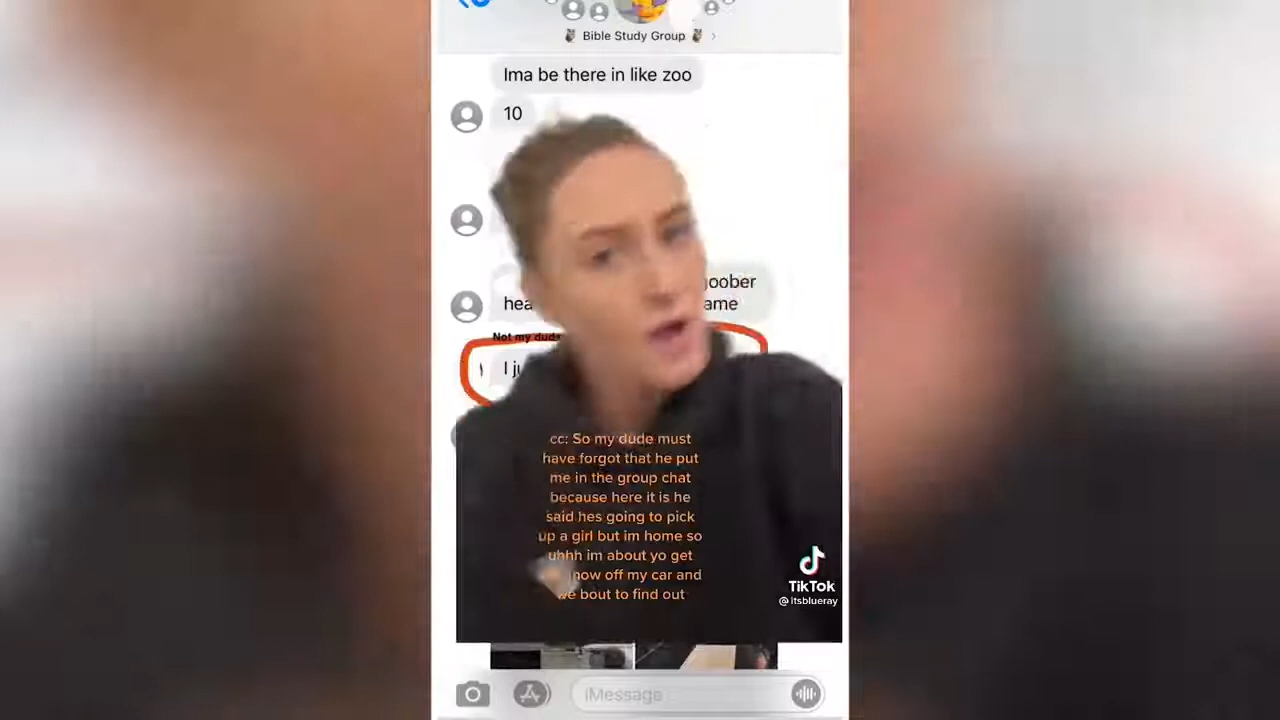 Bible Study Group
Ima be there in like zoo
10
goober
hea ame
Not my dude
I ju
cc: So my dude must
have forgot that he put
me in the group chat
because here it is he
said hes going to pick
up a girl but im home so
uhhh im about yo get
now off my car and
we bout to find out
TikTok
@itsblueray
iMessage